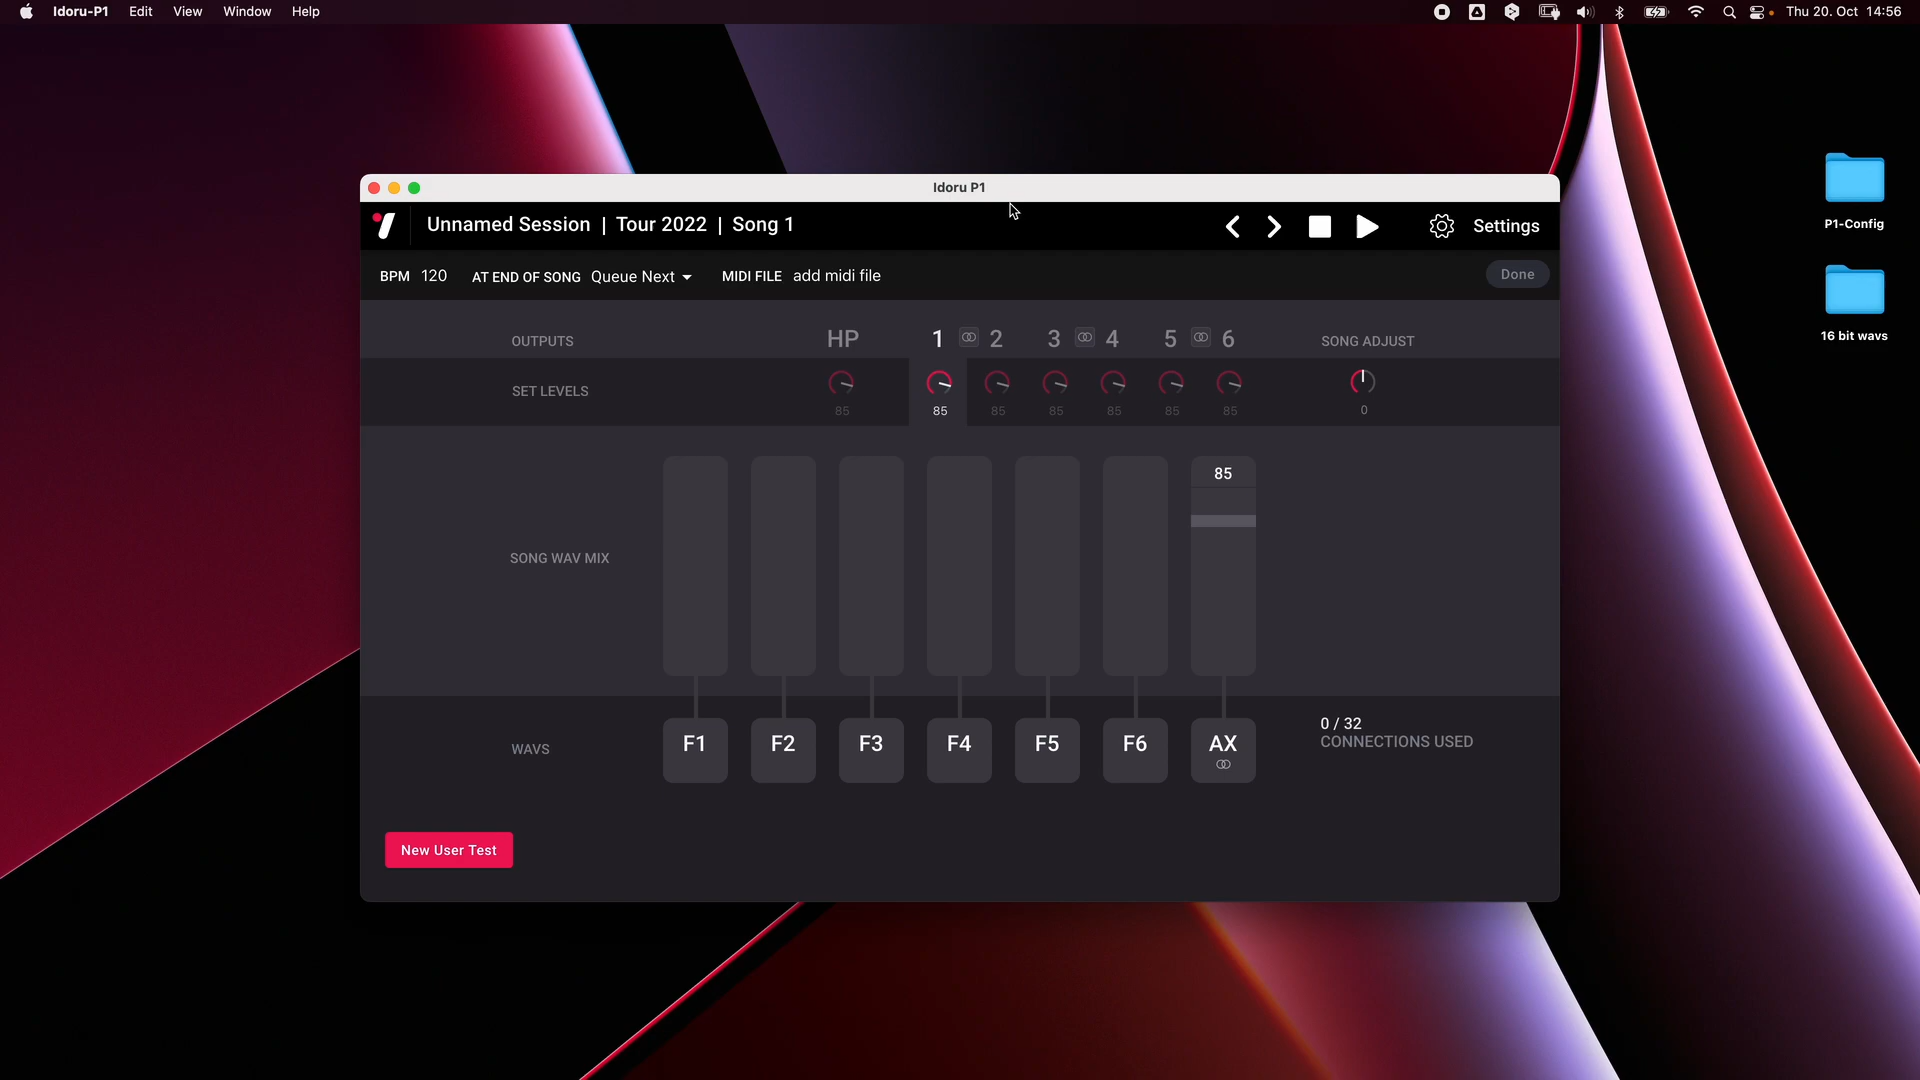 Idoru-P1 Edit View Window Help Thu 20. Oct 14:56
P1-Config
16 bit wavs
Idoru P1
Unnamed Session | Tour 2022 | Song 1 Settings
BPM 120 AT END OF SONG Queue Next MIDI FILE add midi file Done
OUTPUTS HP 1 2 3 4 5 6 SONG ADJUST
SET LEVELS 85 85 85 85 85 85 85 0
85
SONG WAV MIX
WAVS F1 F2 F3 F4 F5 F6 AX
0 / 32
CONNECTIONS USED
New User Test